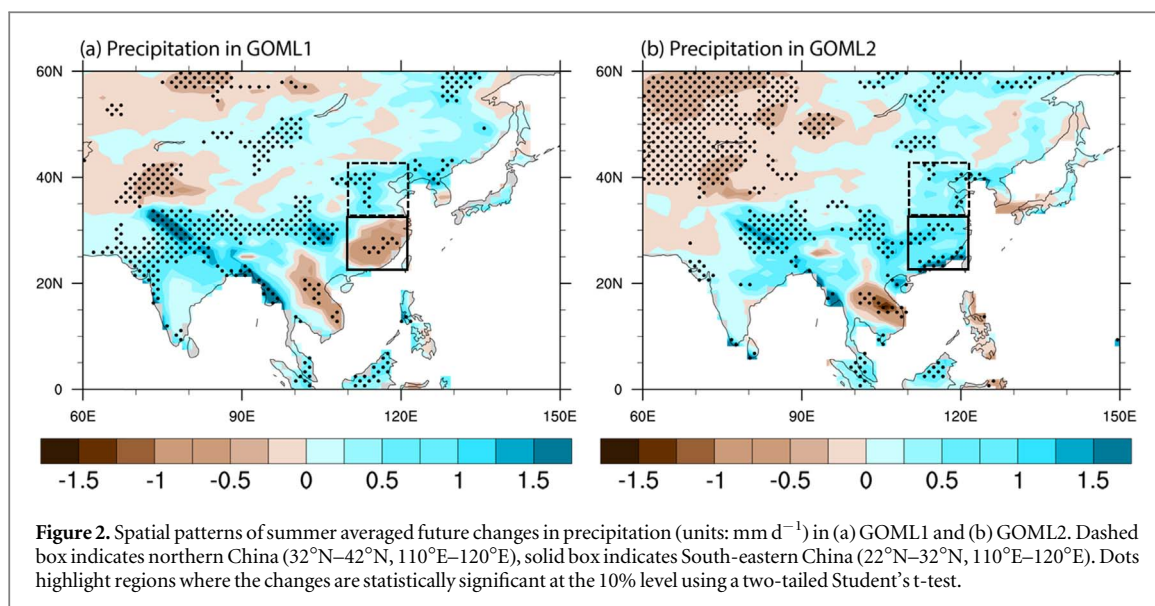 (a) Precipitation in GOML1
(b) Precipitation in GOML2
60N
40N
20N
0
60E 90E 120E 150E
60N
40N
20N
0
60E 90E 120E 150E
-1.5 -1 -0.5 0 0.5 1 1.5
-1.5 -1 -0.5 0 0.5 1 1.5
Figure 2. Spatial patterns of summer averaged future changes in precipitation (units: mm d⁻¹) in (a) GOML1 and (b) GOML2. Dashed
box indicates northern China (32°N–42°N, 110°E–120°E), solid box indicates South-eastern China (22°N–32°N, 110°E–120°E). Dots
highlight regions where the changes are statistically significant at the 10% level using a two-tailed Student's t-test.